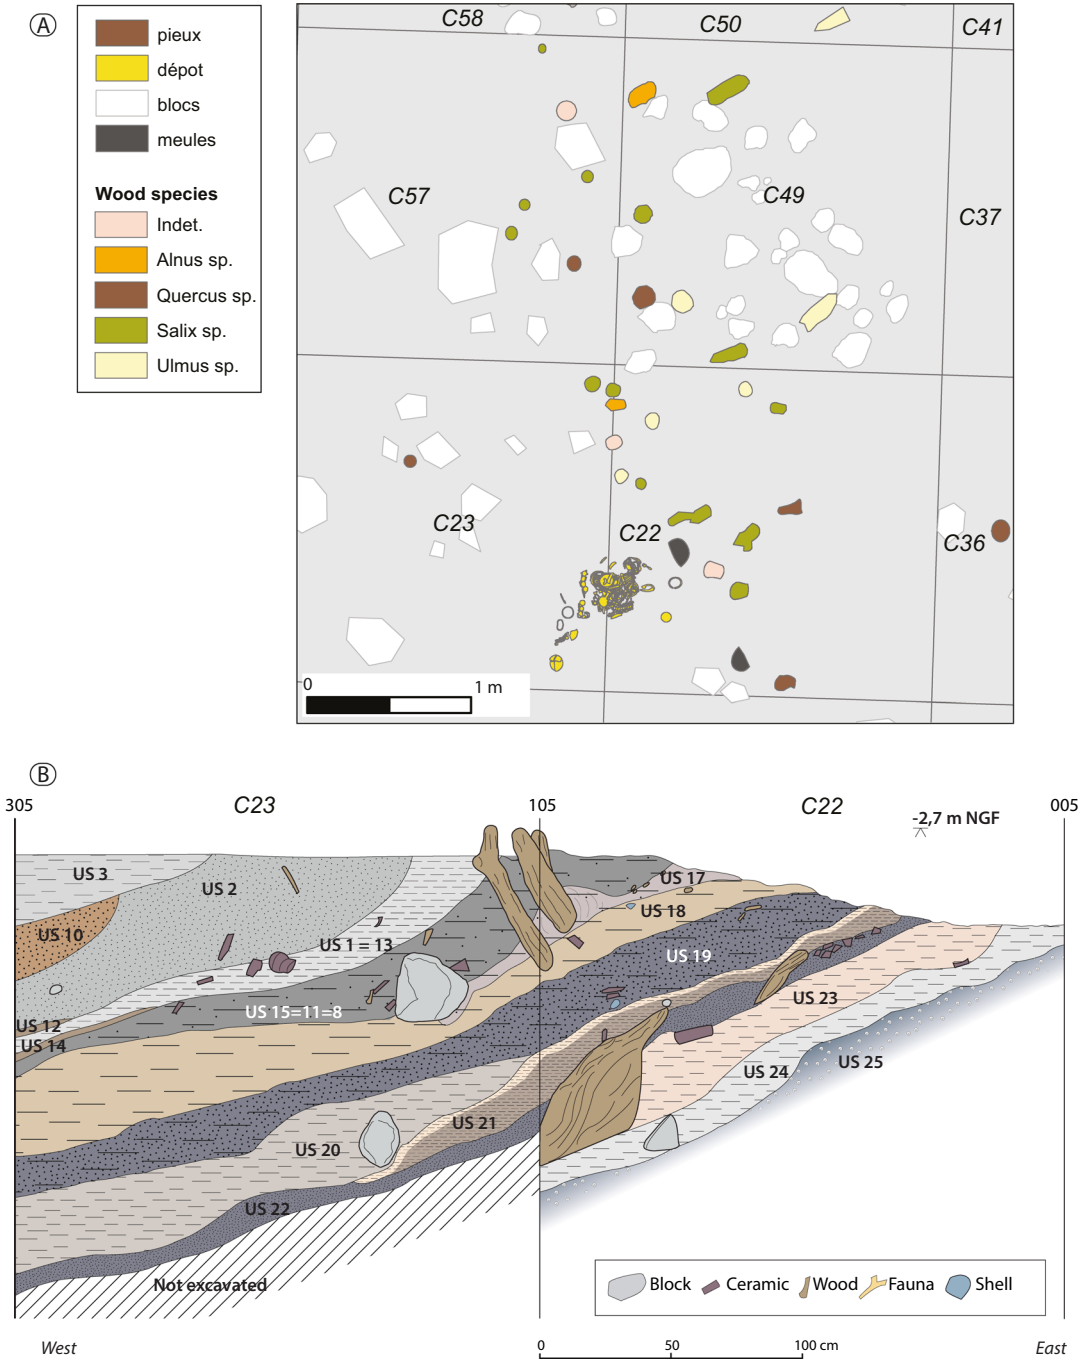 A
pieux
dépot
blocs
meules
Wood species
Indet.
Alnus sp.
Quercus sp.
Salix sp.
Ulmus sp.
C58
C50
C41
C57
C49
C37
C23
C22
C36
0
1 m
B
305
C23
105
C22
005
-2,7 m NGF
US 3
US 2
US 17
US 18
US 10
US 1 = 13
US 19
US 23
US 15=11=8
US 12
US 14
US 25
US 24
US 21
US 20
US 22
Not excavated
Block
Ceramic
Wood
Fauna
Shell
West
0
50
100 cm
East